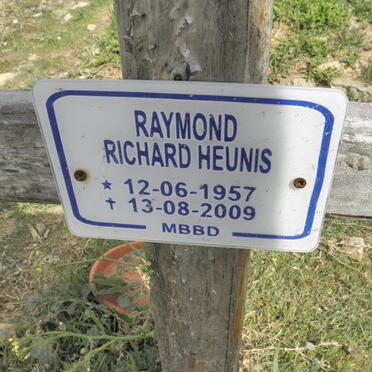 RAYMOND
RICHARD HEUNIS
★ 12-06-1957
✝ 13-08-2009
MBBD